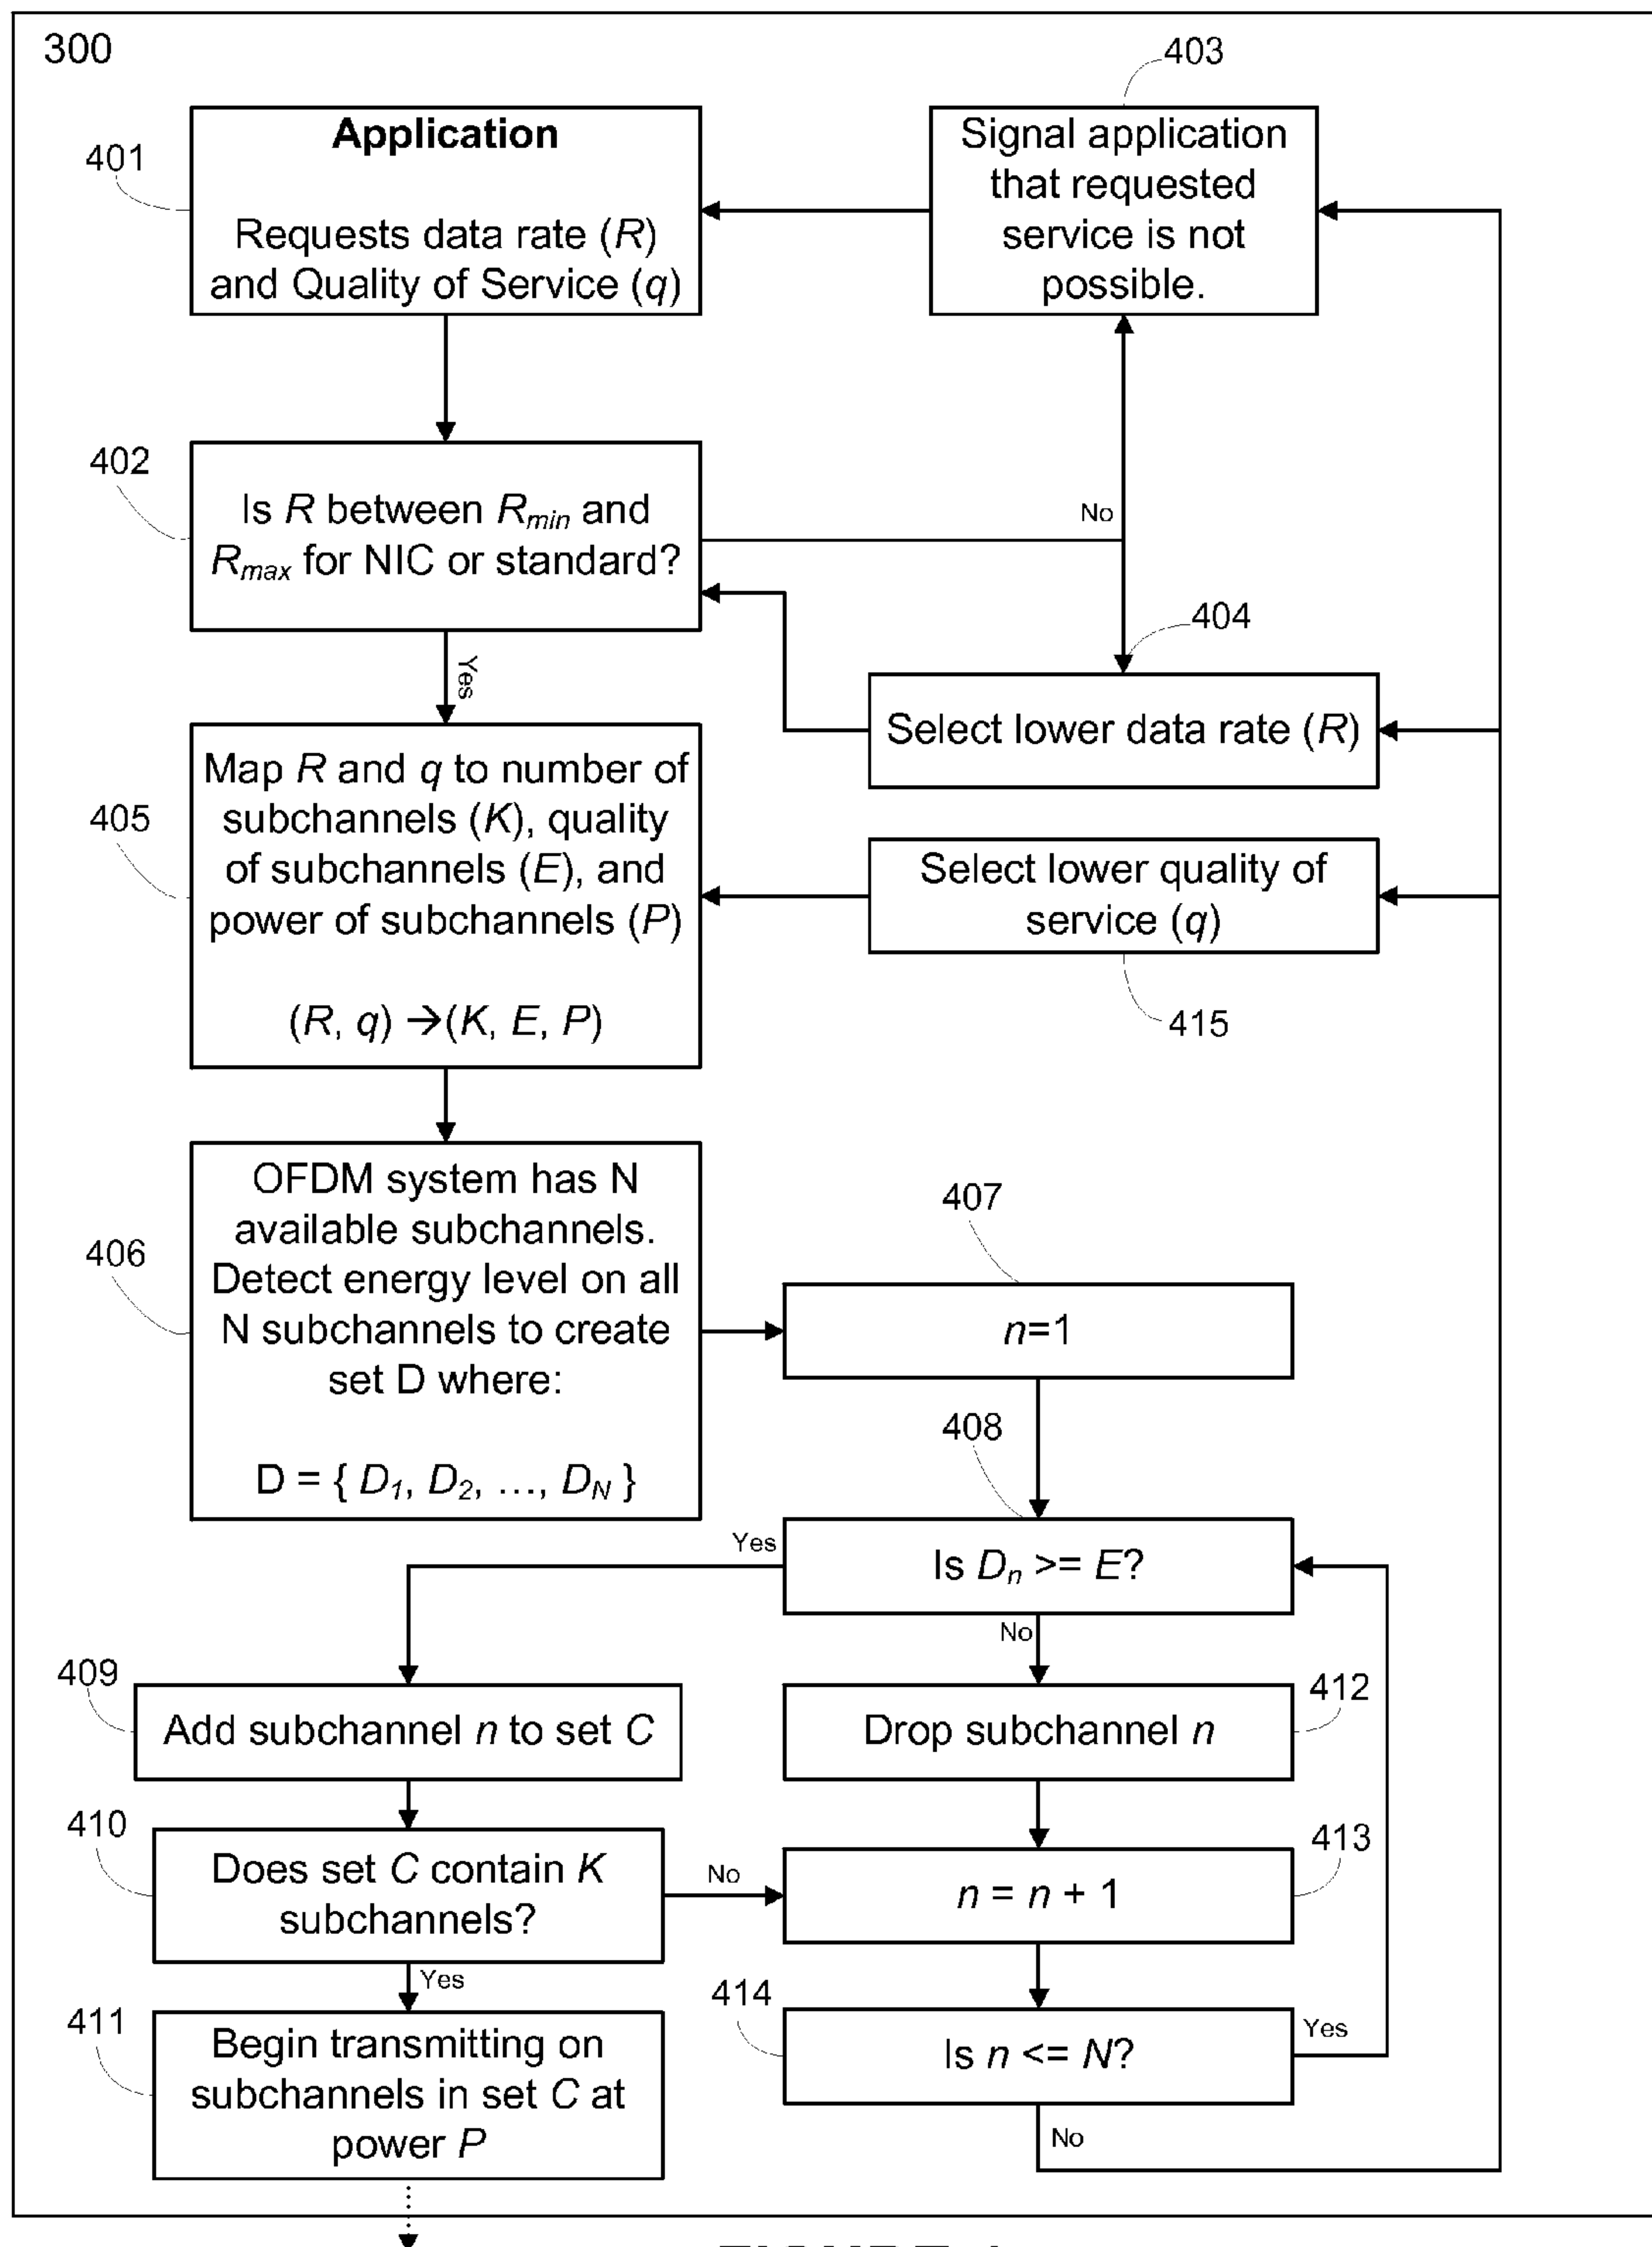 300
403
401
Application
Requests data rate (R)
and Quality of Service (q)
Signal application
that requested
service is not
possible.
402
Is R between Rmin and
Rmax for NIC or standard?
No
404
Yes
Select lower data rate (R)
405
Map R and q to number of
subchannels (K), quality
of subchannels (E), and
power of subchannels (P)
(R, q) →(K, E, P)
Select lower quality of
service (q)
415
406
OFDM system has N
available subchannels.
Detect energy level on all
N subchannels to create
set D where:
D = { D1, D2, …, DN }
407
n=1
408
Is Dn >= E?
Yes
No
409
Add subchannel n to set C
412
Drop subchannel n
410
Does set C contain K
subchannels?
No
413
n = n + 1
Yes
414
Is n <= N?
Yes
411
Begin transmitting on
subchannels in set C at
power P
No